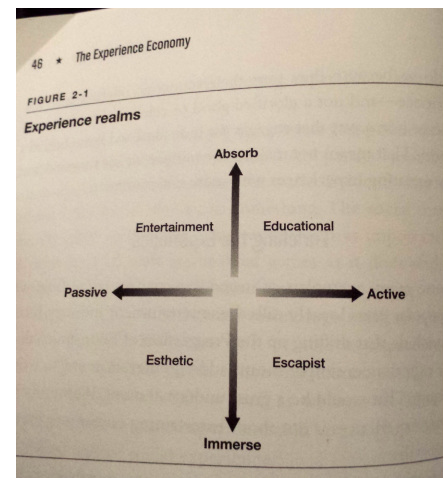 46 * The Experience Economy
FIGURE 2-1
Experience realms
Absorb
Entertainment Educational
Passive Active
Esthetic Escapist
Immerse